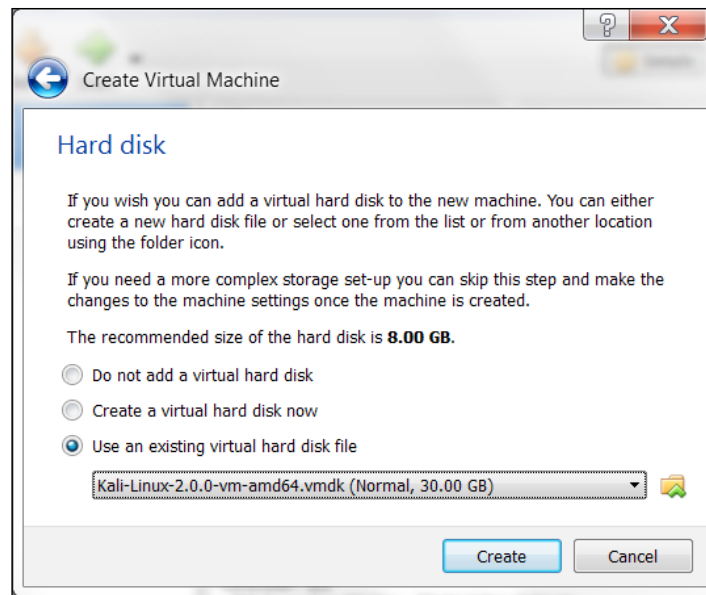 Create Virtual Machine
Hard disk
If you wish you can add a virtual hard disk to the new machine. You can either
create a new hard disk file or select one from the list or from another location
using the folder icon.
If you need a more complex storage set-up you can skip this step and make the
changes to the machine settings once the machine is created.
The recommended size of the hard disk is 8.00 GB.
Do not add a virtual hard disk
Create a virtual hard disk now
Use an existing virtual hard disk file
Kali-Linux-2.0.0-vm-amd64.vmdk (Normal, 30.00 GB)
Create Cancel